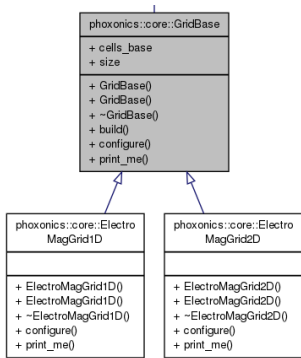 phoxonics::core::GridBase
+ cells_base
+ size
+ GridBase()
+ GridBase()
+ ~GridBase()
+ build()
+ configure()
+ print_me()
phoxonics::core::Electro
MagGrid1D
+ ElectroMagGrid1D()
+ ElectroMagGrid1D()
+ ~ElectroMagGrid1D()
+ configure()
+ print_me()
phoxonics::core::Electro
MagGrid2D
+ ElectroMagGrid2D()
+ ElectroMagGrid2D()
+ ~ElectroMagGrid2D()
+ configure()
+ print_me()